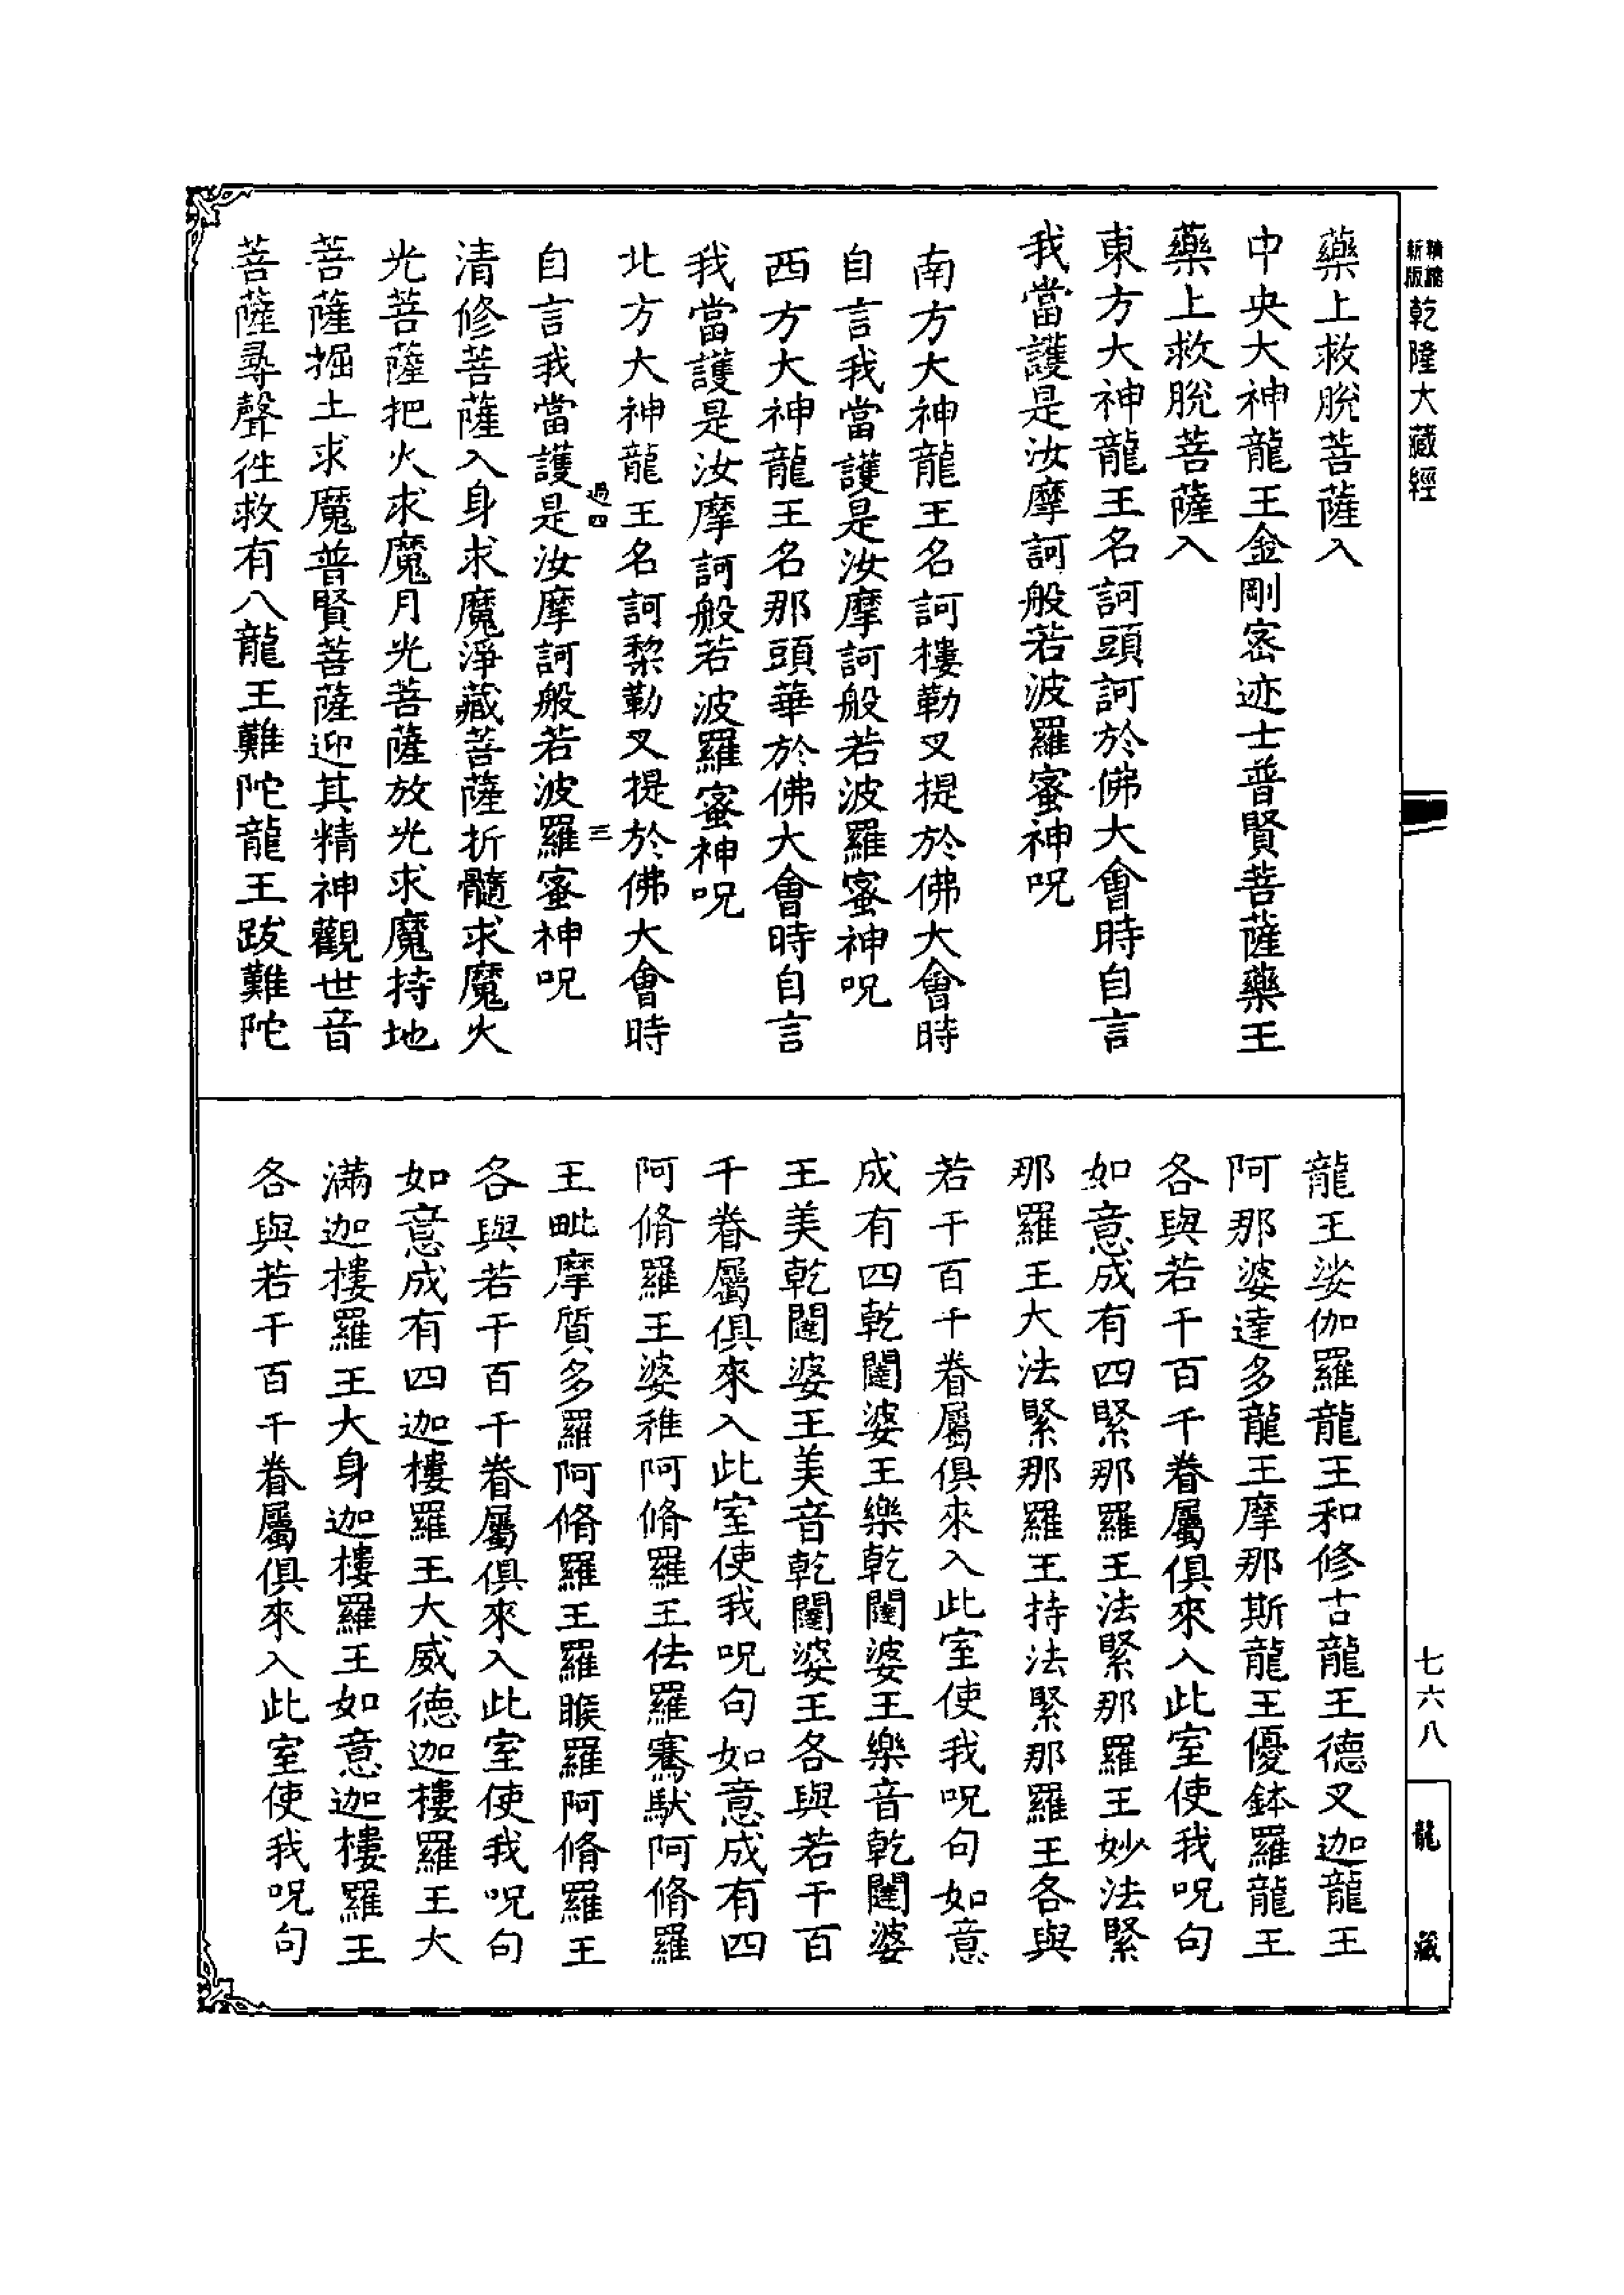 精縮
新版
乾隆大藏經
七六八
龍藏
藥上救脫菩薩入
中央大神龍王金剛密迹士普賢菩薩藥王
藥上救脫菩薩入
東方大神龍王名訶頭訶於佛大會時自言
我當護是汝摩訶般若波羅蜜神呪
南方大神龍王名訶樓勒叉提於佛大會時
自言我當護是汝摩訶般若波羅蜜神呪
西方大神龍王名那頭華於佛大會時自言
我當護是汝摩訶般若波羅蜜神呪
北方大神龍王名訶黎勒叉提於佛大會時
過四 三
自言我當護是汝摩訶般若波羅蜜神呪
清修菩薩入身求魔淨藏菩薩折髓求魔火
光菩薩把火求魔月光菩薩放光求魔持地
菩薩掘土求魔普賢菩薩迎其精神觀世音
菩薩尋聲徃救有八龍王難陀龍王跋難陀
龍王娑伽羅龍王和修吉龍王德叉迦龍王
阿那婆達多龍王摩那斯龍王優鉢羅龍王
各與若千百千眷屬俱來入此室使我呪句
如意成有四緊那羅王法緊那羅王妙法緊
那羅王大法緊那羅王持法緊那羅王各與
若干百千眷屬俱來入此室使我呪句如意
成有四乾闥婆王樂乾闥婆王樂音乾闥婆
王美乾闥婆王美音乾闥婆王各與若干百
千眷屬俱來入此室使我呪句如意成有四
阿脩羅王婆稚阿脩羅王佉羅騫馱阿脩羅
王毗摩質多羅阿脩羅王羅睺羅阿脩羅王
各與若干百千眷屬俱來入此室使我呪句
如意成有四迦樓羅王大威德迦樓羅王大
滿迦樓羅王大身迦樓羅王如意迦樓羅王
各與若干百千眷屬俱來入此室使我呪句